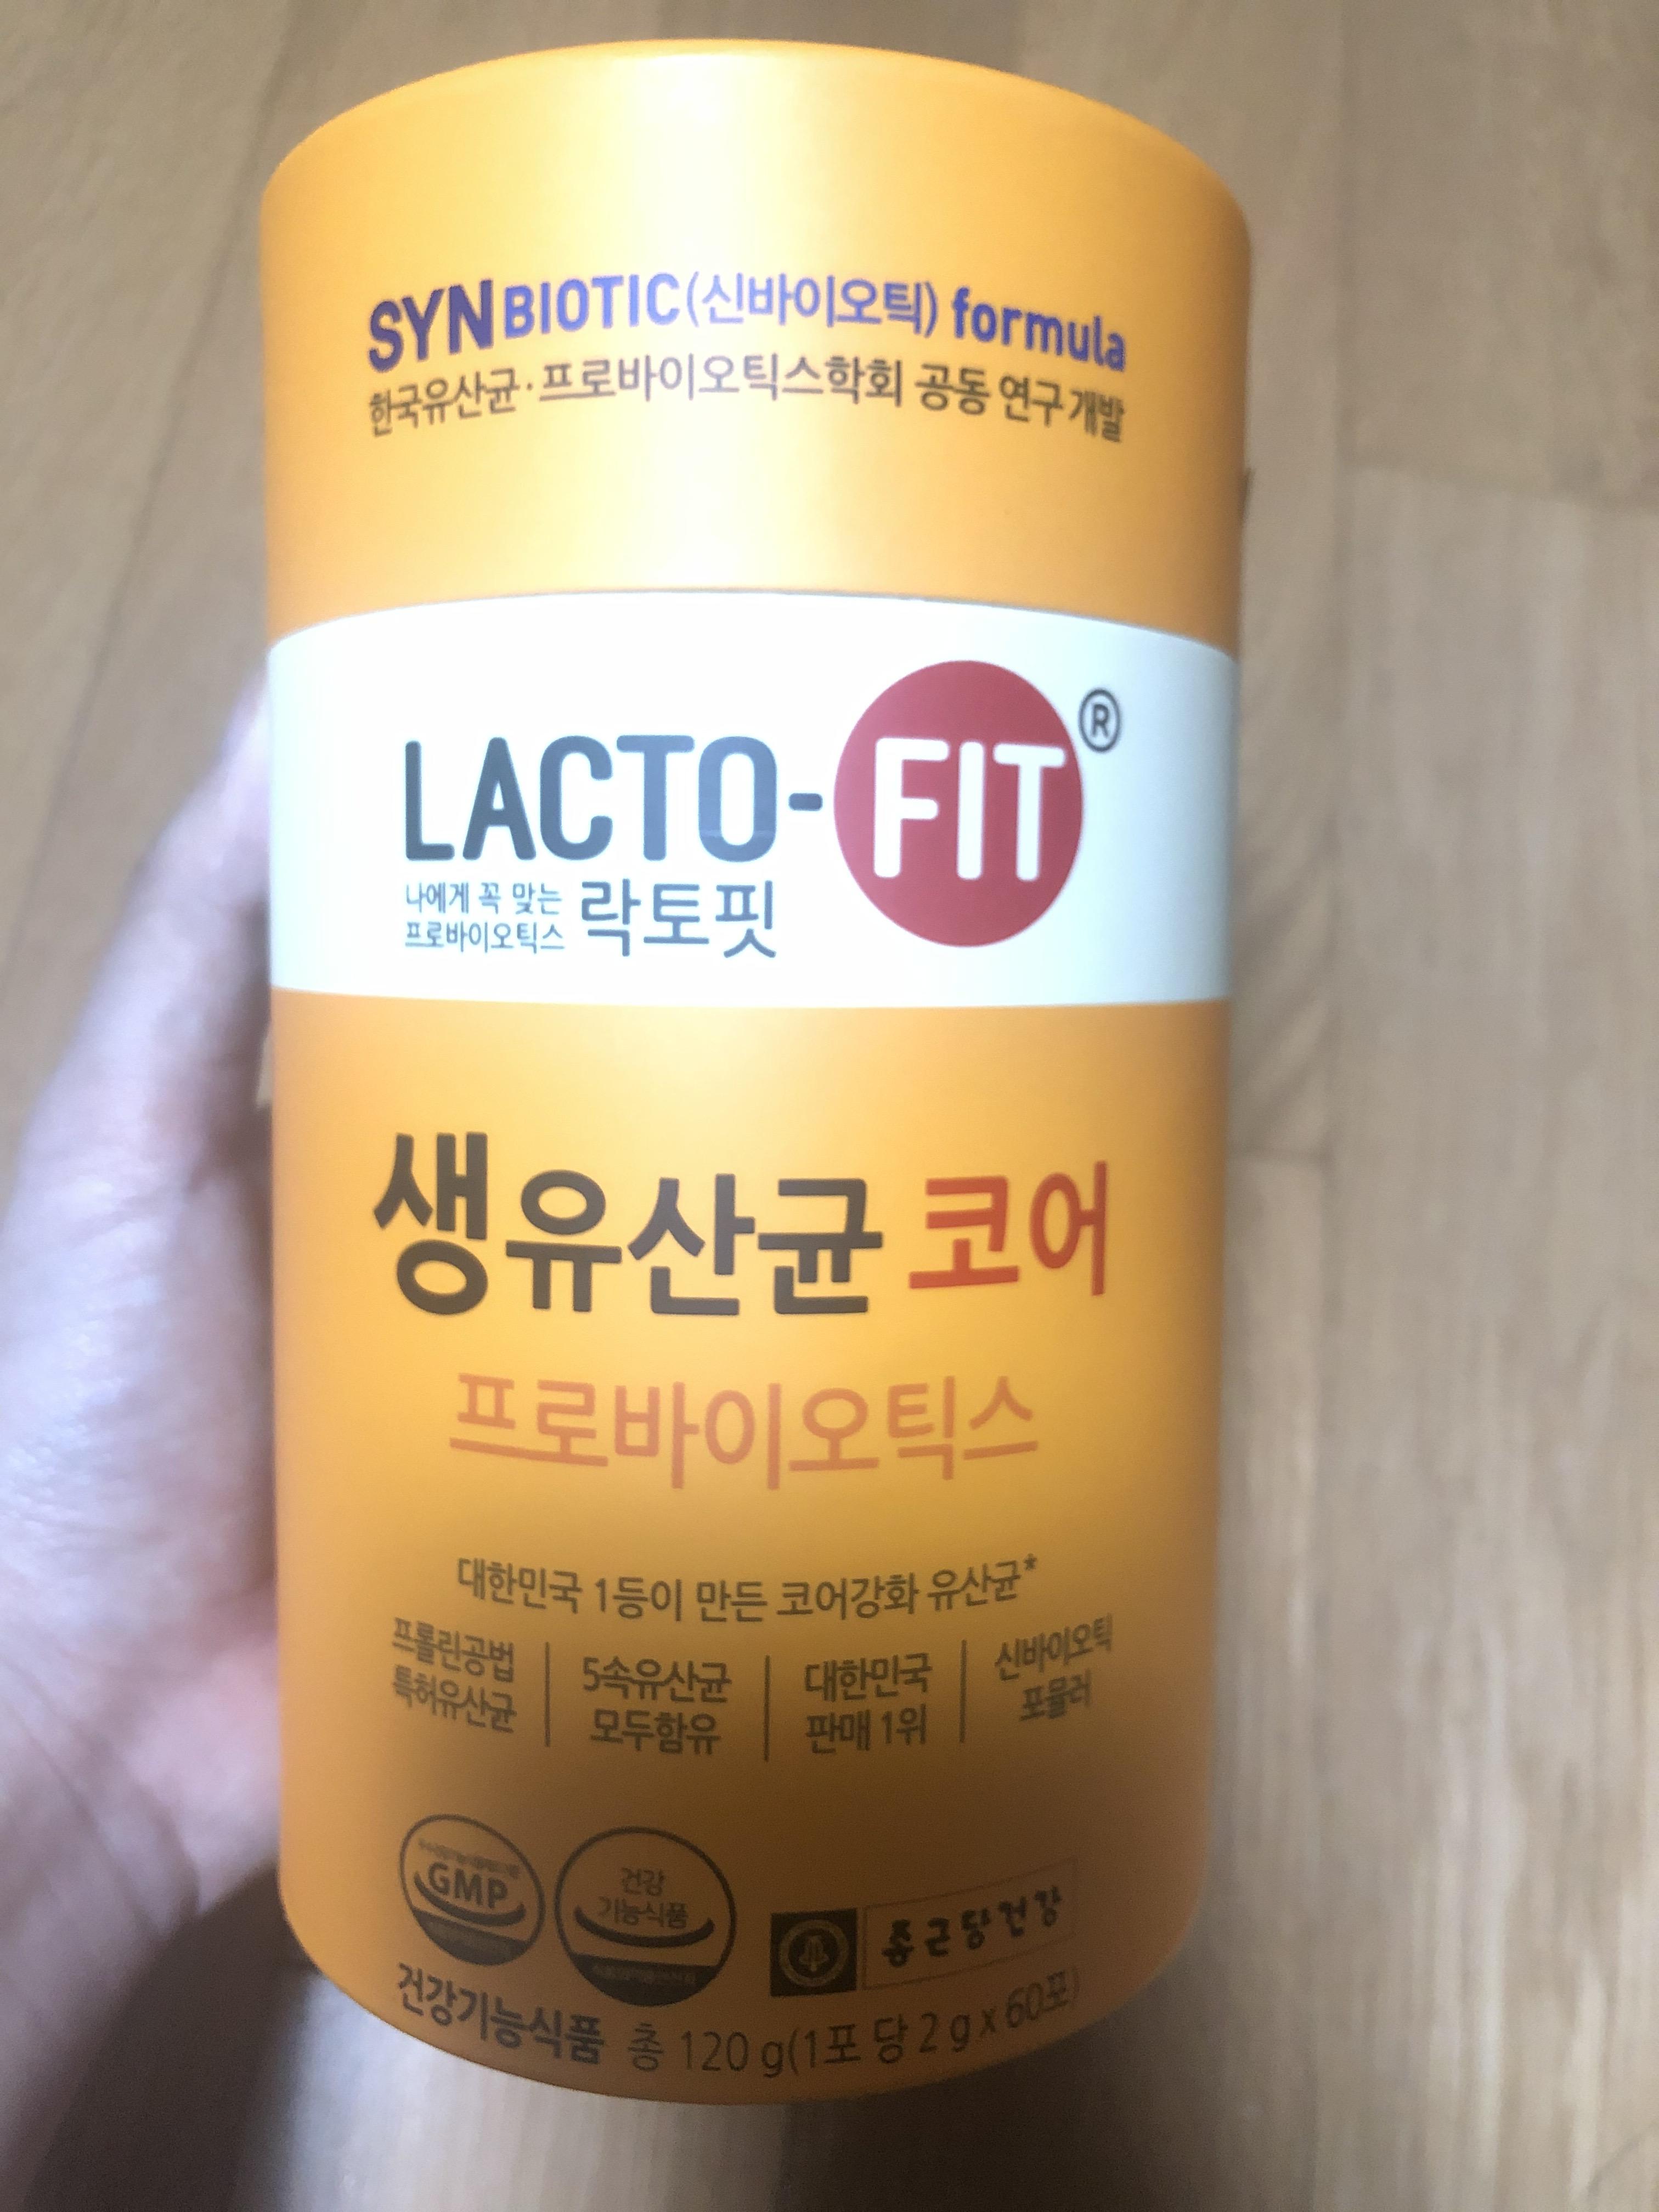 SYNBIOTIC(신바이오틱) formula
한국유산균·프로바이오틱스학회 공동 연구개발
LACTO-FIT®
나에게 꼭 맞는
프로바이오틱스 락토핏
생유산균 코어
프로바이오틱스
대한민국 1등이 만든 코어강화 유산균*
프롤린공법
특허유산균
5속유산균
모두함유
대한민국
판매 1위
신바이오틱
포뮬러
GMP
건강
기능식품
종근당건강
건강기능식품 총 120 g(1포 당 2 g x 60포)